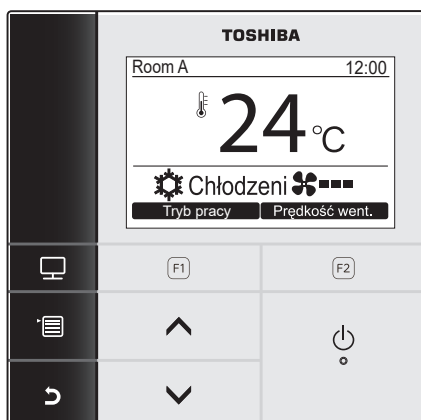 TOSHIBA
Room A 12:00
24 °C
Chłodzeni
Tryb pracy Prędkość went.
F1 F2